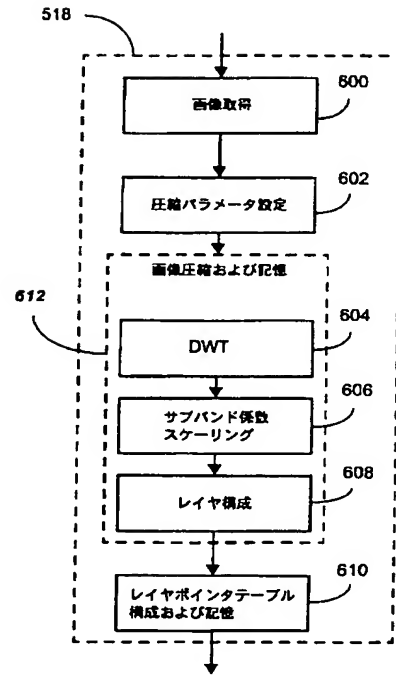 518
画像取得
600
圧縮パラメータ設定
602
画像圧縮および記憶
612
DWT
604
サブバンド係数
スケーリング
606
レイヤ構成
608
レイヤポインタテーブル
構成および記憶
610